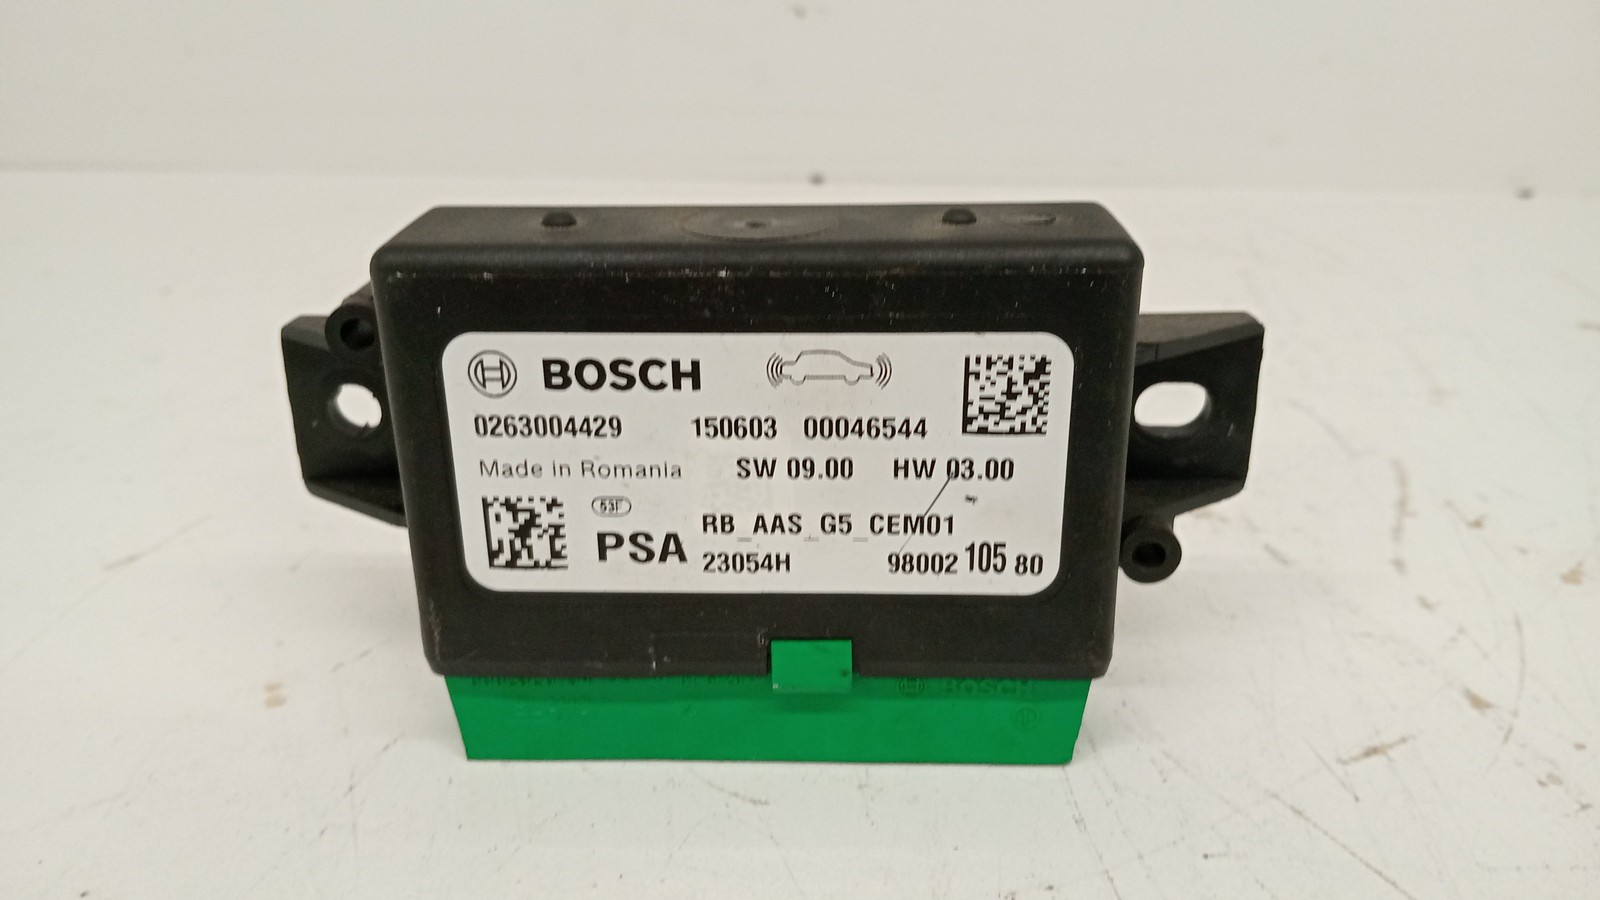 BOSCH
0263004429 150603 00046544
Made in Romania SW 09.00 HW 03.00
RB_AAS_G5_CEM01
PSA 23054H 98002 105 80
BOSCH